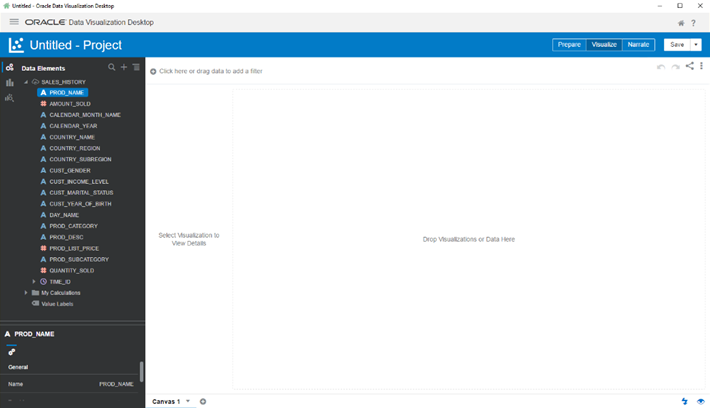 Untitled - Oracle Data Visualization Desktop
ORACLE Data Visualization Desktop
?
Untitled - Project
Prepare Visualize Narrate Save
Data Elements
Click here or drag data to add a filter
SALES_HISTORY
A PROD_NAME
AMOUNT_SOLD
A CALENDAR_MONTH_NAME
A CALENDAR_YEAR
A COUNTRY_NAME
A COUNTRY_REGION
A COUNTRY_SUBREGION
A CUST_GENDER
A CUST_INCOME_LEVEL
A CUST_MARITAL_STATUS
A CUST_YEAR_OF_BIRTH
A DAY_NAME
A PROD_CATEGORY
A PROD_DESC
PROD_LIST_PRICE
A PROD_SUBCATEGORY
QUANTITY_SOLD
TIME_ID
My Calculations
Value Labels
Select Visualization to
View Details
Drop Visualizations or Data Here
A PROD_NAME
General
Name PROD_NAME
Canvas 1